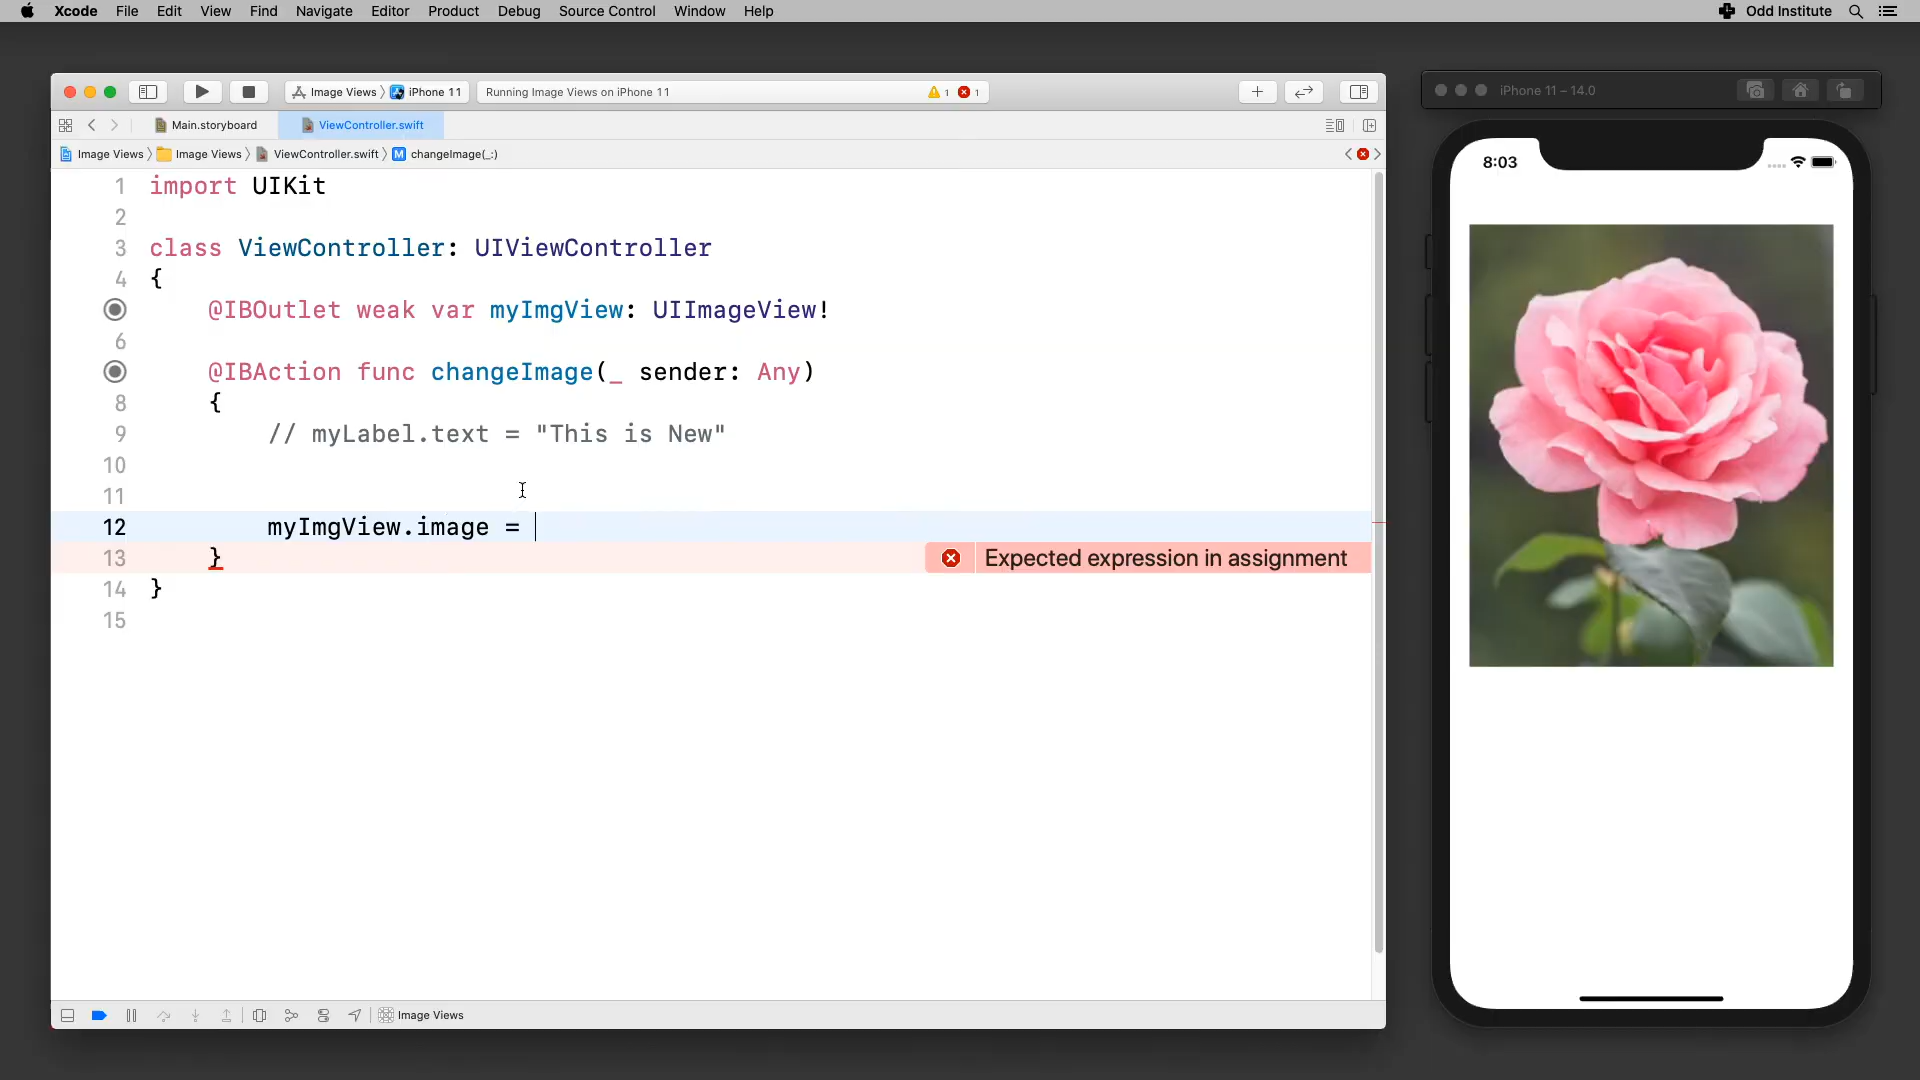 Xcode File Edit View Find Navigate Editor Product Debug Source Control Window Help Odd Institute
Image Views 〉 iPhone 11 Running Image Views on iPhone 11 1 1
iPhone 11 – 14.0
Main.storyboard ViewController.swift
Image Views 〉 Image Views 〉 ViewController.swift 〉 M changeImage(_:)
8:03
1 import UIKit
2
3 class ViewController: UIViewController
4 {
@IBOutlet weak var myImgView: UIImageView!
6
@IBAction func changeImage(_ sender: Any)
8 {
9 // myLabel.text = "This is New"
10
11
12 myImgView.image =
13 } Expected expression in assignment
14 }
15
Image Views